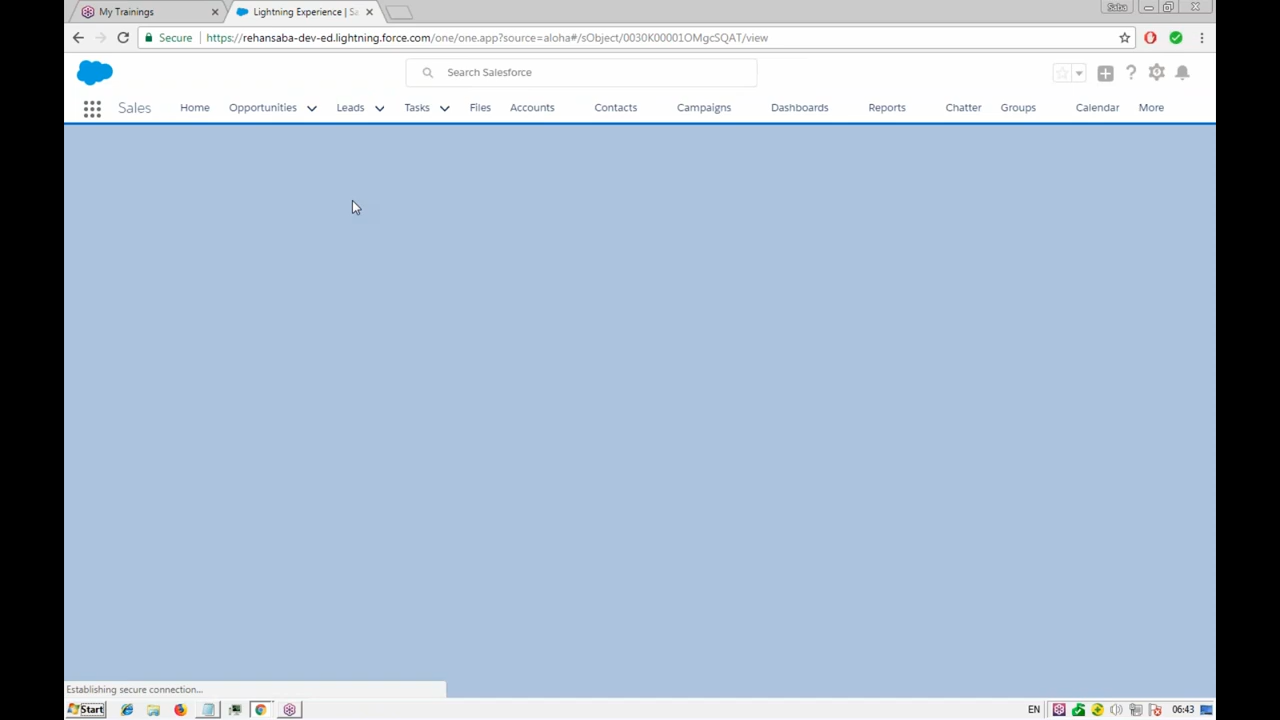 My Trainings
Lightning Experience | Sa
Saba
Secure
https://rehansaba-dev-ed.lightning.force.com/one/one.app?source=aloha#/sObject/0030K00001OMgcSQAT/view
Search Salesforce
Sales Home Opportunities Leads Tasks Files Accounts Contacts Campaigns Dashboards Reports Chatter Groups Calendar More
Establishing secure connection...
Start
EN
06:43